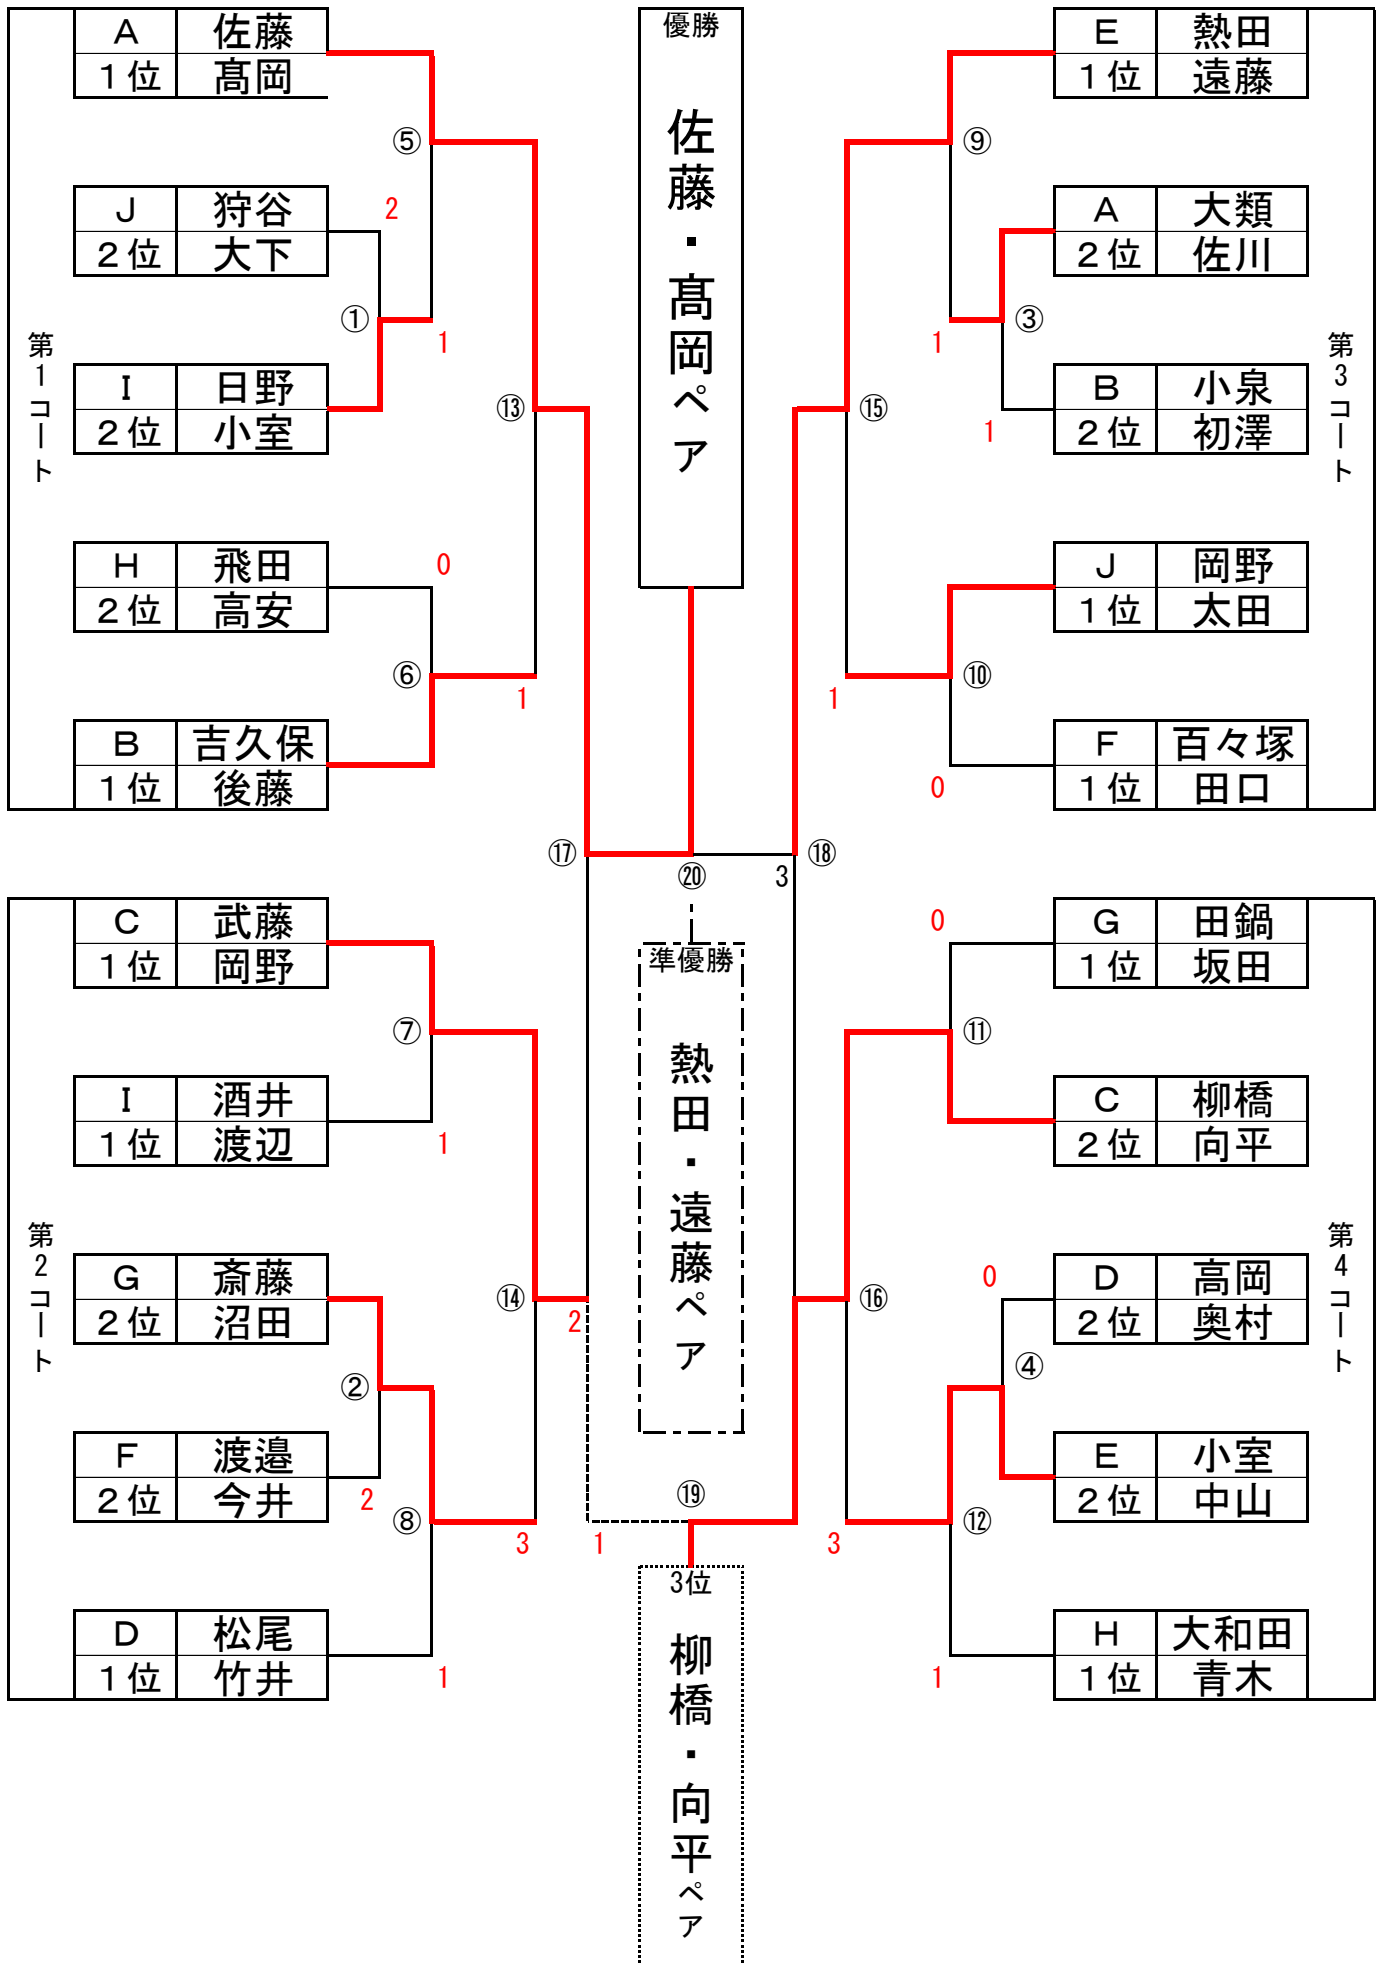 第1コート
A 佐藤
1位 髙岡
⑤
J 狩谷
2位 大下
2
①
1
I 日野
2位 小室
⑬
H 飛田
2位 高安
0
⑥
1
B 吉久保
1位 後藤
⑰
第2コート
C 武藤
1位 岡野
⑦
I 酒井
1位 渡辺
1
G 斎藤
2位 沼田
⑭
2
②
F 渡邉
2位 今井
2
⑧
3
D 松尾
1位 竹井
1
優勝
佐藤・髙岡ペア
⑳
3
準優勝
熱田・遠藤ペア
⑲
1
3位
柳橋・向平ペア
第3コート
E 熱田
1位 遠藤
⑨
A 大類
2位 佐川
③
1
B 小泉
2位 初澤
1
⑮
J 岡野
1位 太田
⑩
1
F 百々塚
1位 田口
0
⑱
第4コート
G 田鍋
1位 坂田
0
⑪
C 柳橋
2位 向平
D 高岡
2位 奥村
0
⑯
④
E 小室
2位 中山
⑫
3
H 大和田
1位 青木
1